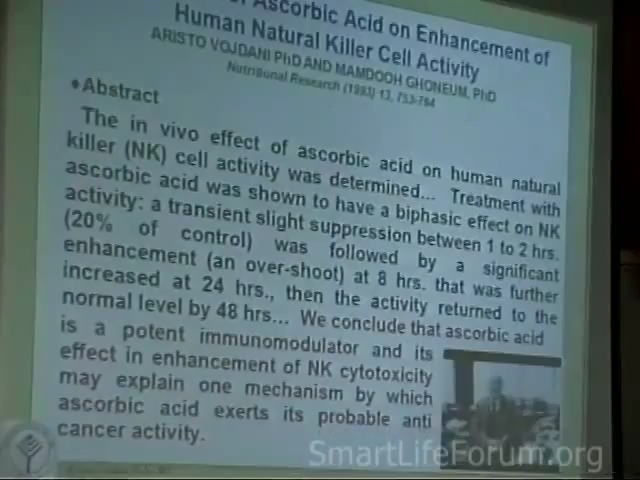 Ascorbic Acid on Enhancement of
Human Natural Killer Cell Activity
ARISTO VOJDANI PhD AND MAMDOOH GHONEUM, PhD
Nutritional Research (1993) 13, 753-764
•Abstract
The in vivo effect of ascorbic acid on human natural
killer (NK) cell activity was determined... Treatment with
ascorbic acid was shown to have a biphasic effect on NK
activity: a transient slight suppression between 1 to 2 hrs.
(20% of control) was followed by a significant
enhancement (an over-shoot) at 8 hrs. that was further
increased at 24 hrs., then the activity returned to the
normal level by 48 hrs... We conclude that ascorbic acid
is a potent immunomodulator and its
effect in enhancement of NK cytotoxicity
may explain one mechanism by which
ascorbic acid exerts its probable anti
cancer activity.
SmartLifeForum.org